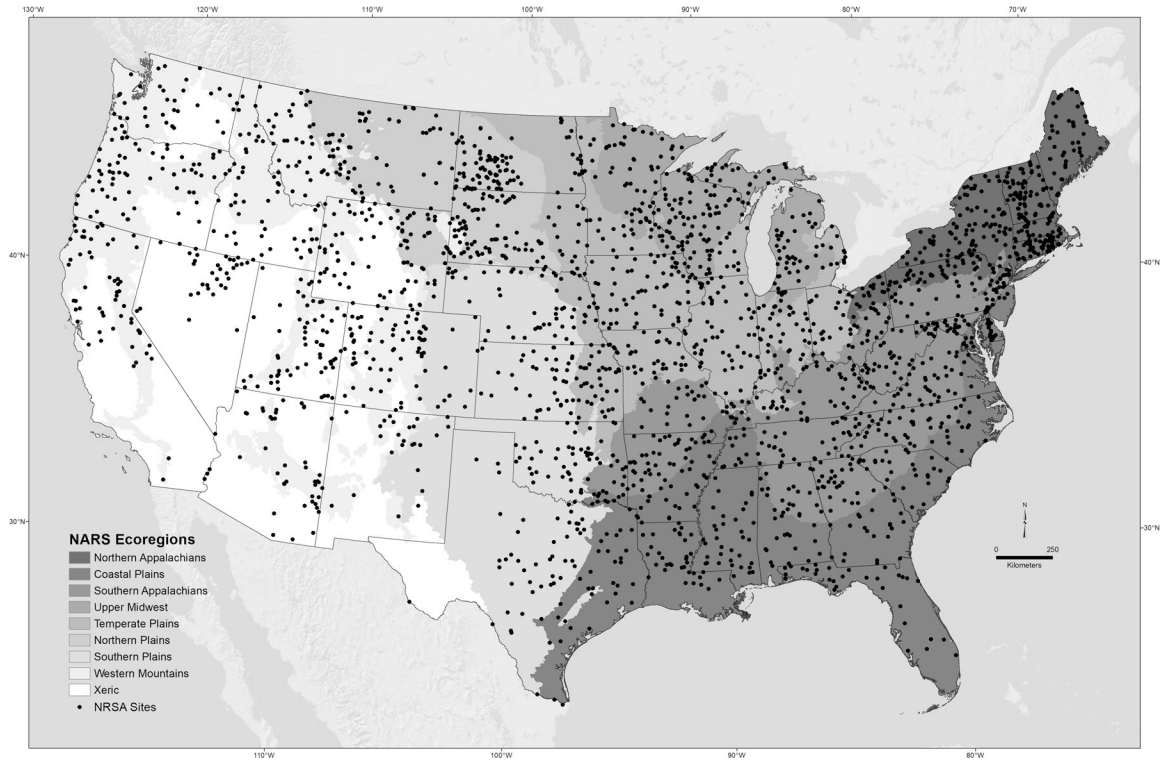 130°W 120°W 110°W 100°W 90°W 80°W 70°W
40°N 40°N
30°N 30°N
N
0 250
Kilometers
NARS Ecoregions
Northern Appalachians
Coastal Plains
Southern Appalachians
Upper Midwest
Temperate Plains
Northern Plains
Southern Plains
Western Mountains
Xeric
NRSA Sites
110°W 100°W 90°W 80°W